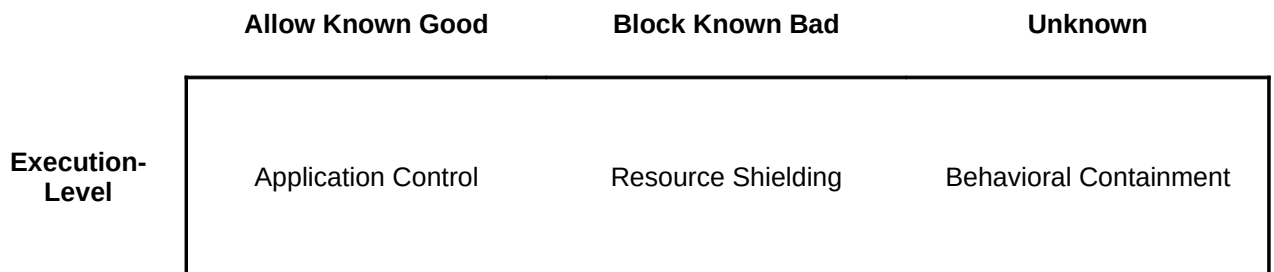 Allow Known Good Block Known Bad Unknown
Execution-
Level
Application Control Resource Shielding Behavioral Containment